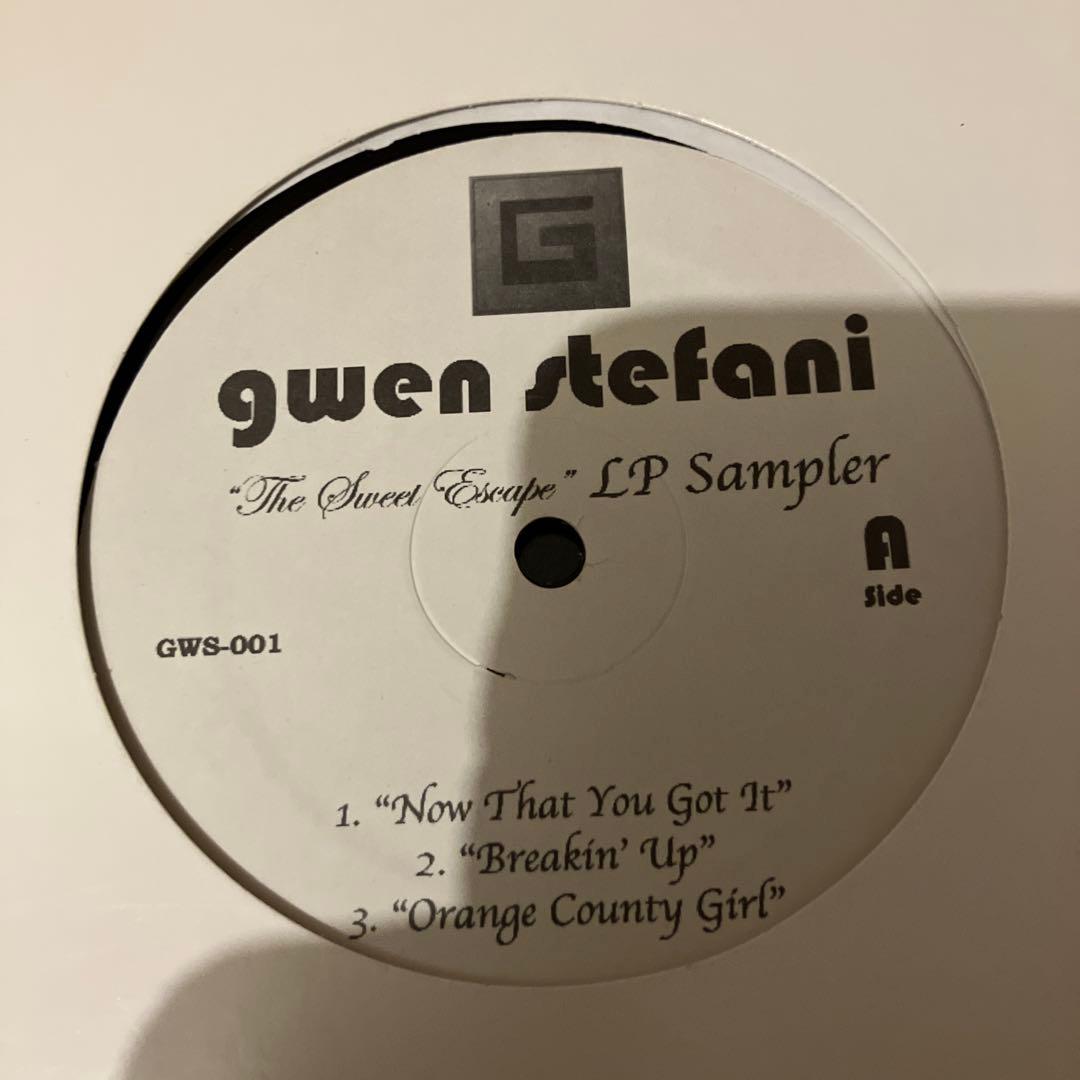 G
gwen stefani
“The Sweet Escape” LP Sampler
A
Side
GWS-001
1. “Now That You Got It”
2. “Breakin’ Up”
3. “Orange County Girl”